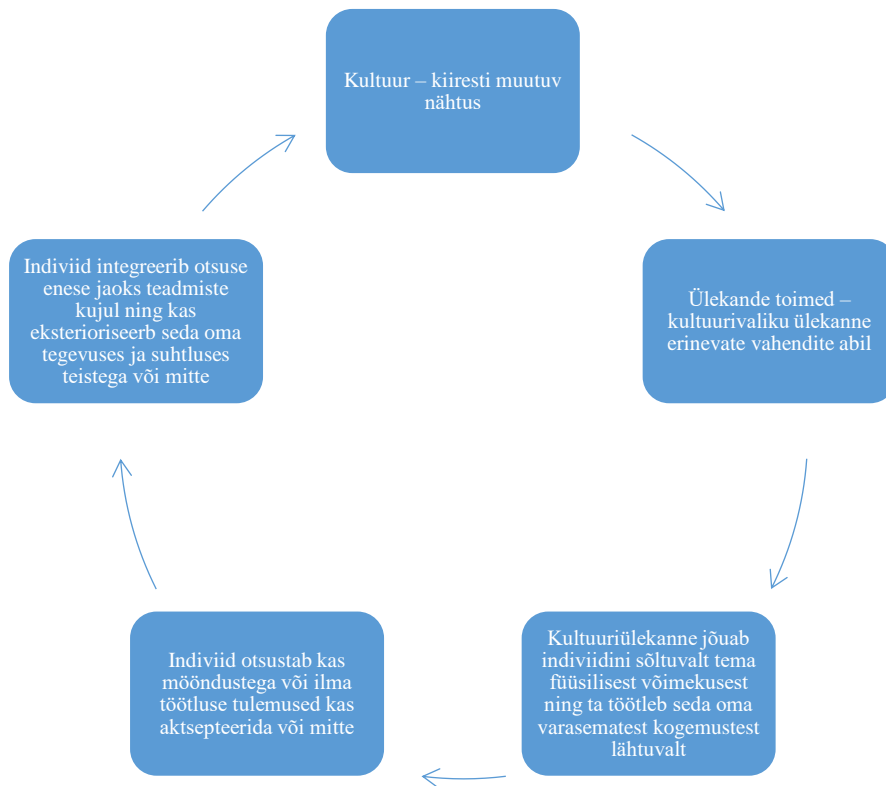 Kultuur – kiiresti muutuv
nähtus
Ülekande toimed –
kultuurivaliku ülekanne
erinevate vahendite abil
Kultuuriülekanne jõuab
indiviidini sõltuvalt tema
füüsilisest võimekusest
ning ta töötleb seda oma
varasematest kogemustest
lähtuvalt
Indiviid otsustab kas
mööndustega või ilma
töötluse tulemused kas
aktsepteerida või mitte
Indiviid integreerib otsuse
enese jaoks teadmiste
kujul ning kas
eksterioriseerb seda oma
tegevuses ja suhtluses
teistega või mitte